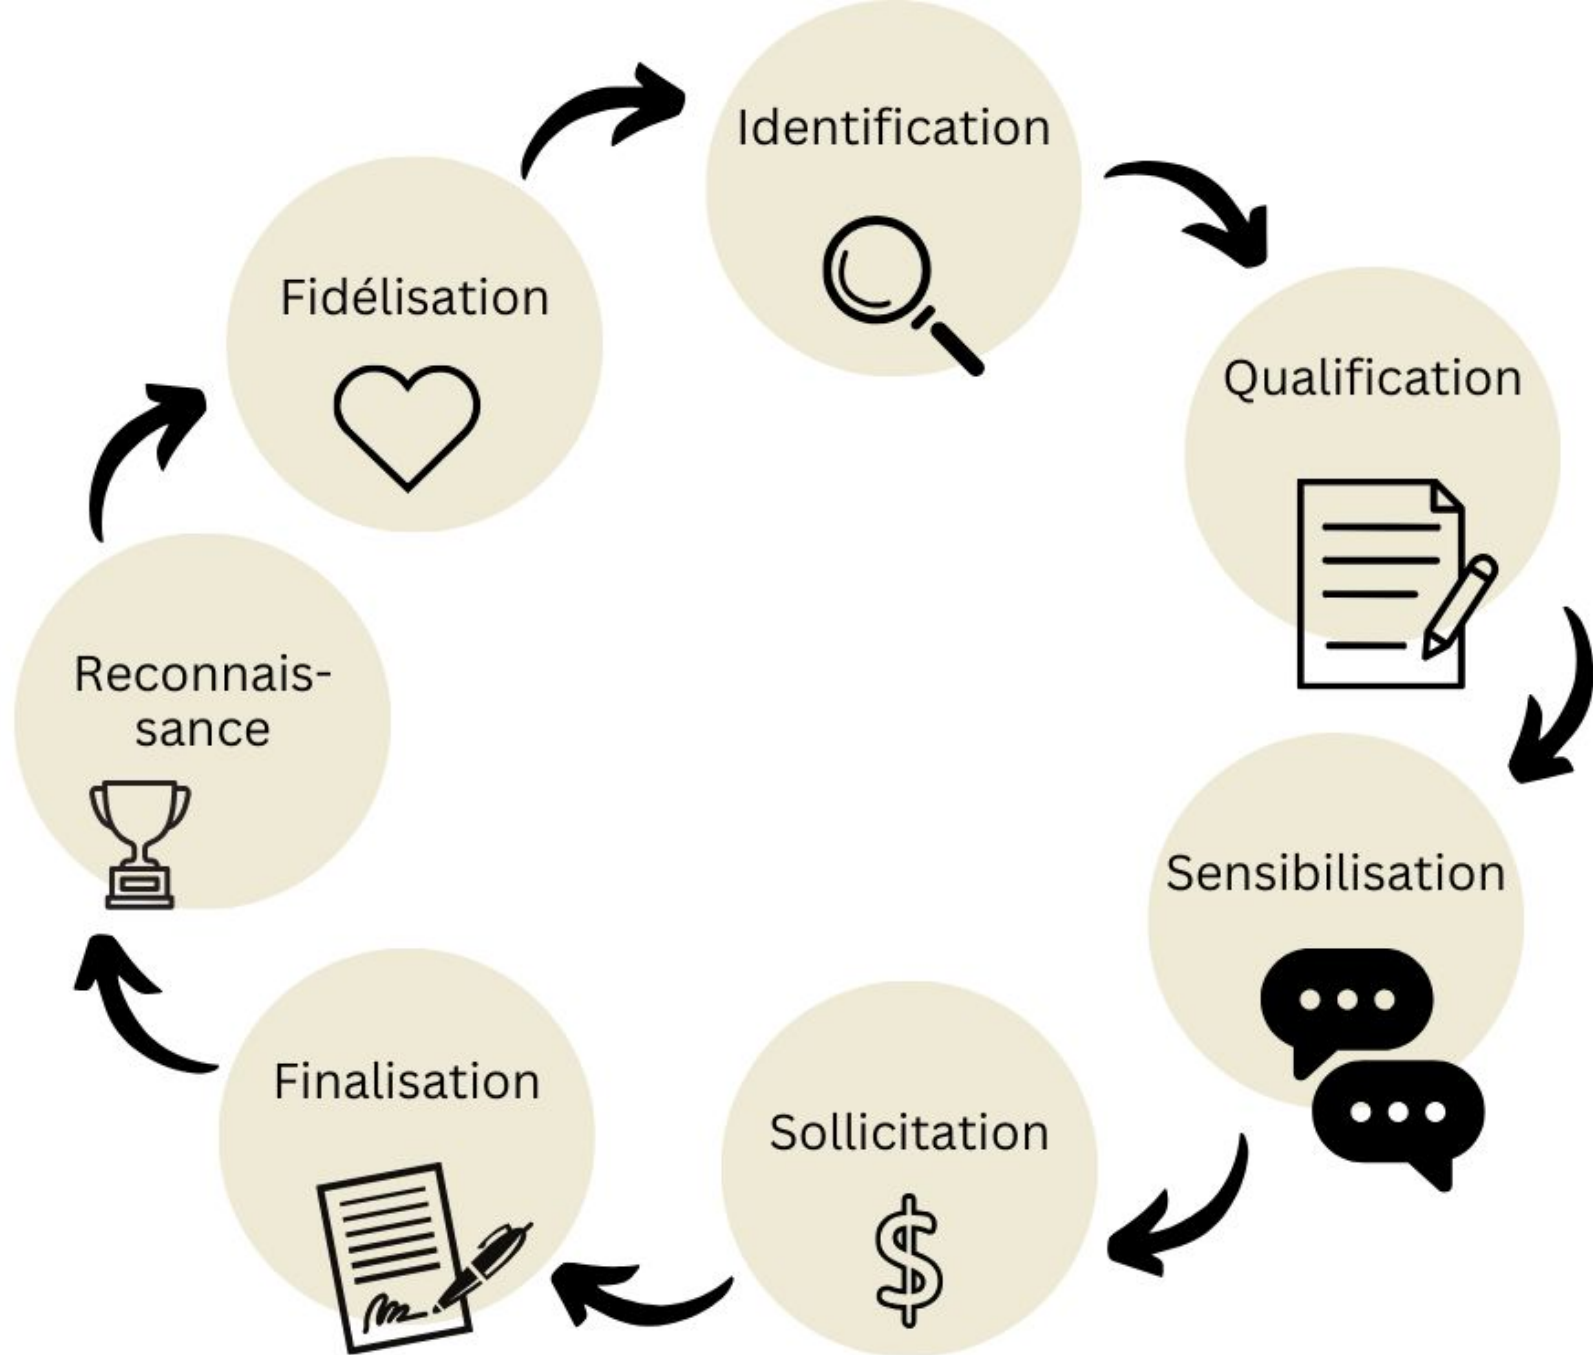 Identification
Qualification
Sensibilisation
Sollicitation
Finalisation
Reconnais-
sance
Fidélisation